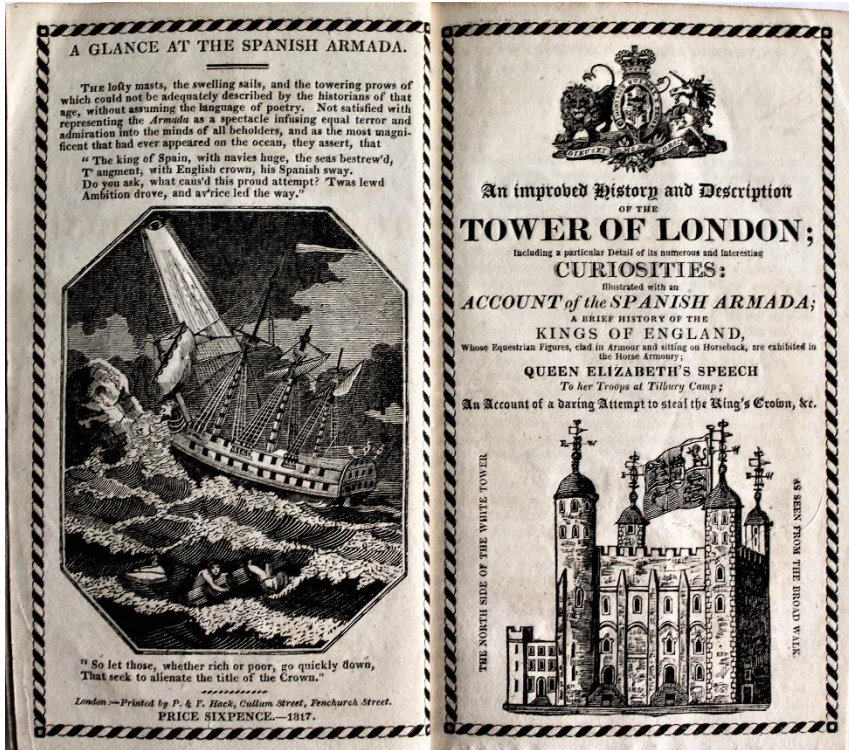 A GLANCE AT THE SPANISH ARMADA.
THE lofty masts, the swelling sails, and the towering prows of
which could not be adequately described by the historians of that
age, without assuming the language of poetry. Not satisfied with
representing the Armada as a spectacle infusing equal terror and
admiration into the minds of all beholders, and as the most magni-
ficent that had ever appeared on the ocean, they assert, that
" The king of Spain, with navies huge, the seas bestrew'd,
T' augment, with English crown, his Spanish sway.
Do you ask, what caus'd this proud attempt? 'Twas lewd
Ambition drove, and av'rice led the way."
" So let those, whether rich or poor, go quickly down,
That seek to alienate the title of the Crown."
London:—Printed by P. & F. Hack, Cullum Street, Fenchurch Street.
PRICE SIXPENCE.—1817.
DIEU ET MON DROIT
An improved History and Description
OF THE
TOWER OF LONDON;
Including a particular Detail of its numerous and interesting
CURIOSITIES:
Illustrated with an
ACCOUNT of the SPANISH ARMADA;
A BRIEF HISTORY OF THE
KINGS OF ENGLAND,
Whose Equestrian Figures, clad in Armour and sitting on Horseback, are exhibited in
the Horse Armoury;
QUEEN ELIZABETH'S SPEECH
To her Troops at Tilbury Camp;
An Account of a daring Attempt to steal the King's Crown, &c.
THE NORTH SIDE OF THE WHITE TOWER
E W
AS SEEN FROM THE BROAD WALK.